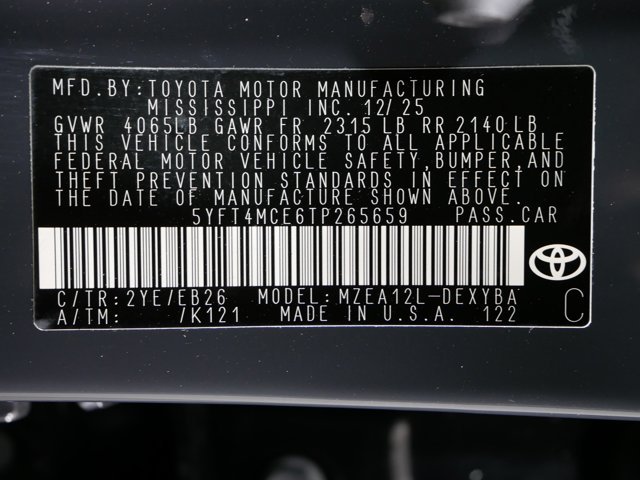 MFD. BY: TOYOTA MOTOR MANUFACTURING
MISSISSIPPI INC. 12/25
GVWR 4065LB GAWR FR 2315 LB RR 2140 LB
THIS VEHICLE CONFORMS TO ALL APPLICABLE
FEDERAL MOTOR VEHICLE SAFETY, BUMPER, AND
THEFT PREVENTION STANDARDS IN EFFECT ON
THE DATE OF MANUFACTURE SHOWN ABOVE.
5YFT4MCE6TP265659 PASS. CAR
C/TR: 2YE/EB26 MODEL: MZEA12L-DEXYBA
A/TM: /K121 MADE IN U.S.A. 122 C